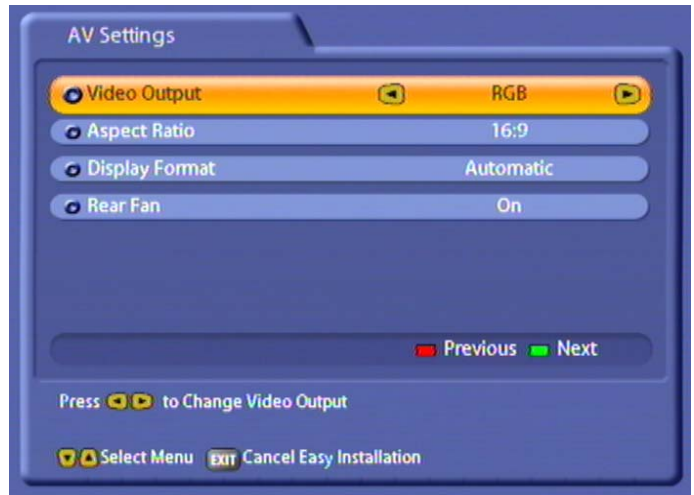 AV Settings
Video Output RGB
Aspect Ratio 16:9
Display Format Automatic
Rear Fan On
Previous Next
Press to Change Video Output
Select Menu EXIT Cancel Easy Installation